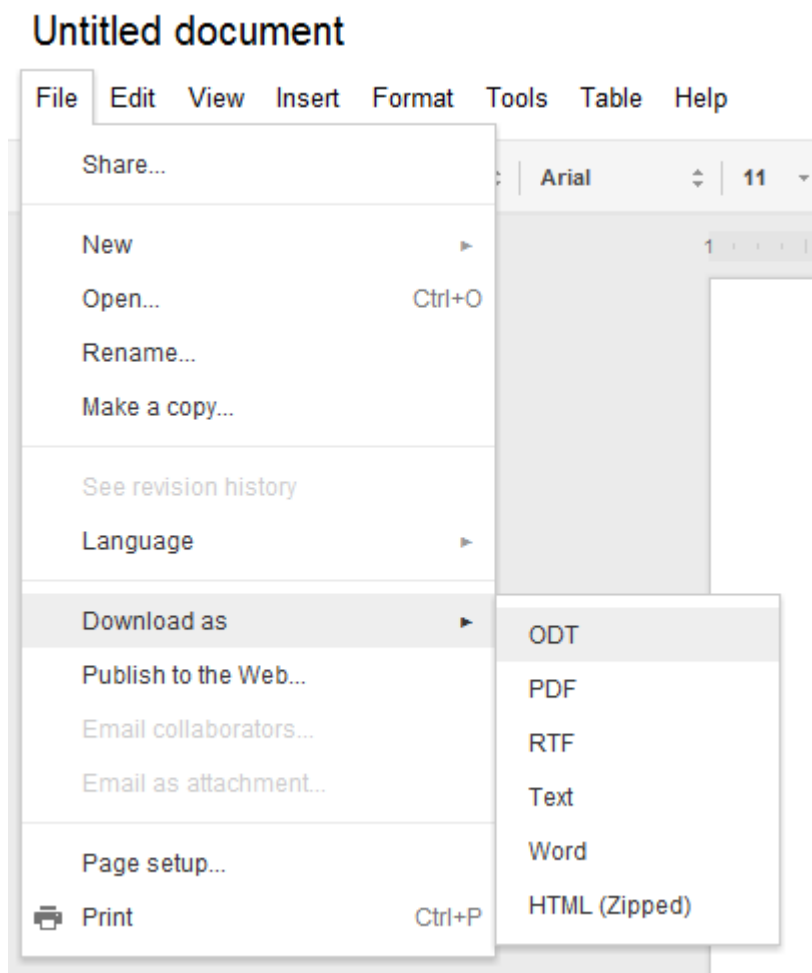 Untitled document
File Edit View Insert Format Tools Table Help
Share...
Arial 11
New
1
Open... Ctrl+O
Rename...
Make a copy...
See revision history
Language
Download as
ODT
Publish to the Web...
PDF
Email collaborators...
RTF
Email as attachment...
Text
Page setup...
Word
Print Ctrl+P
HTML (Zipped)